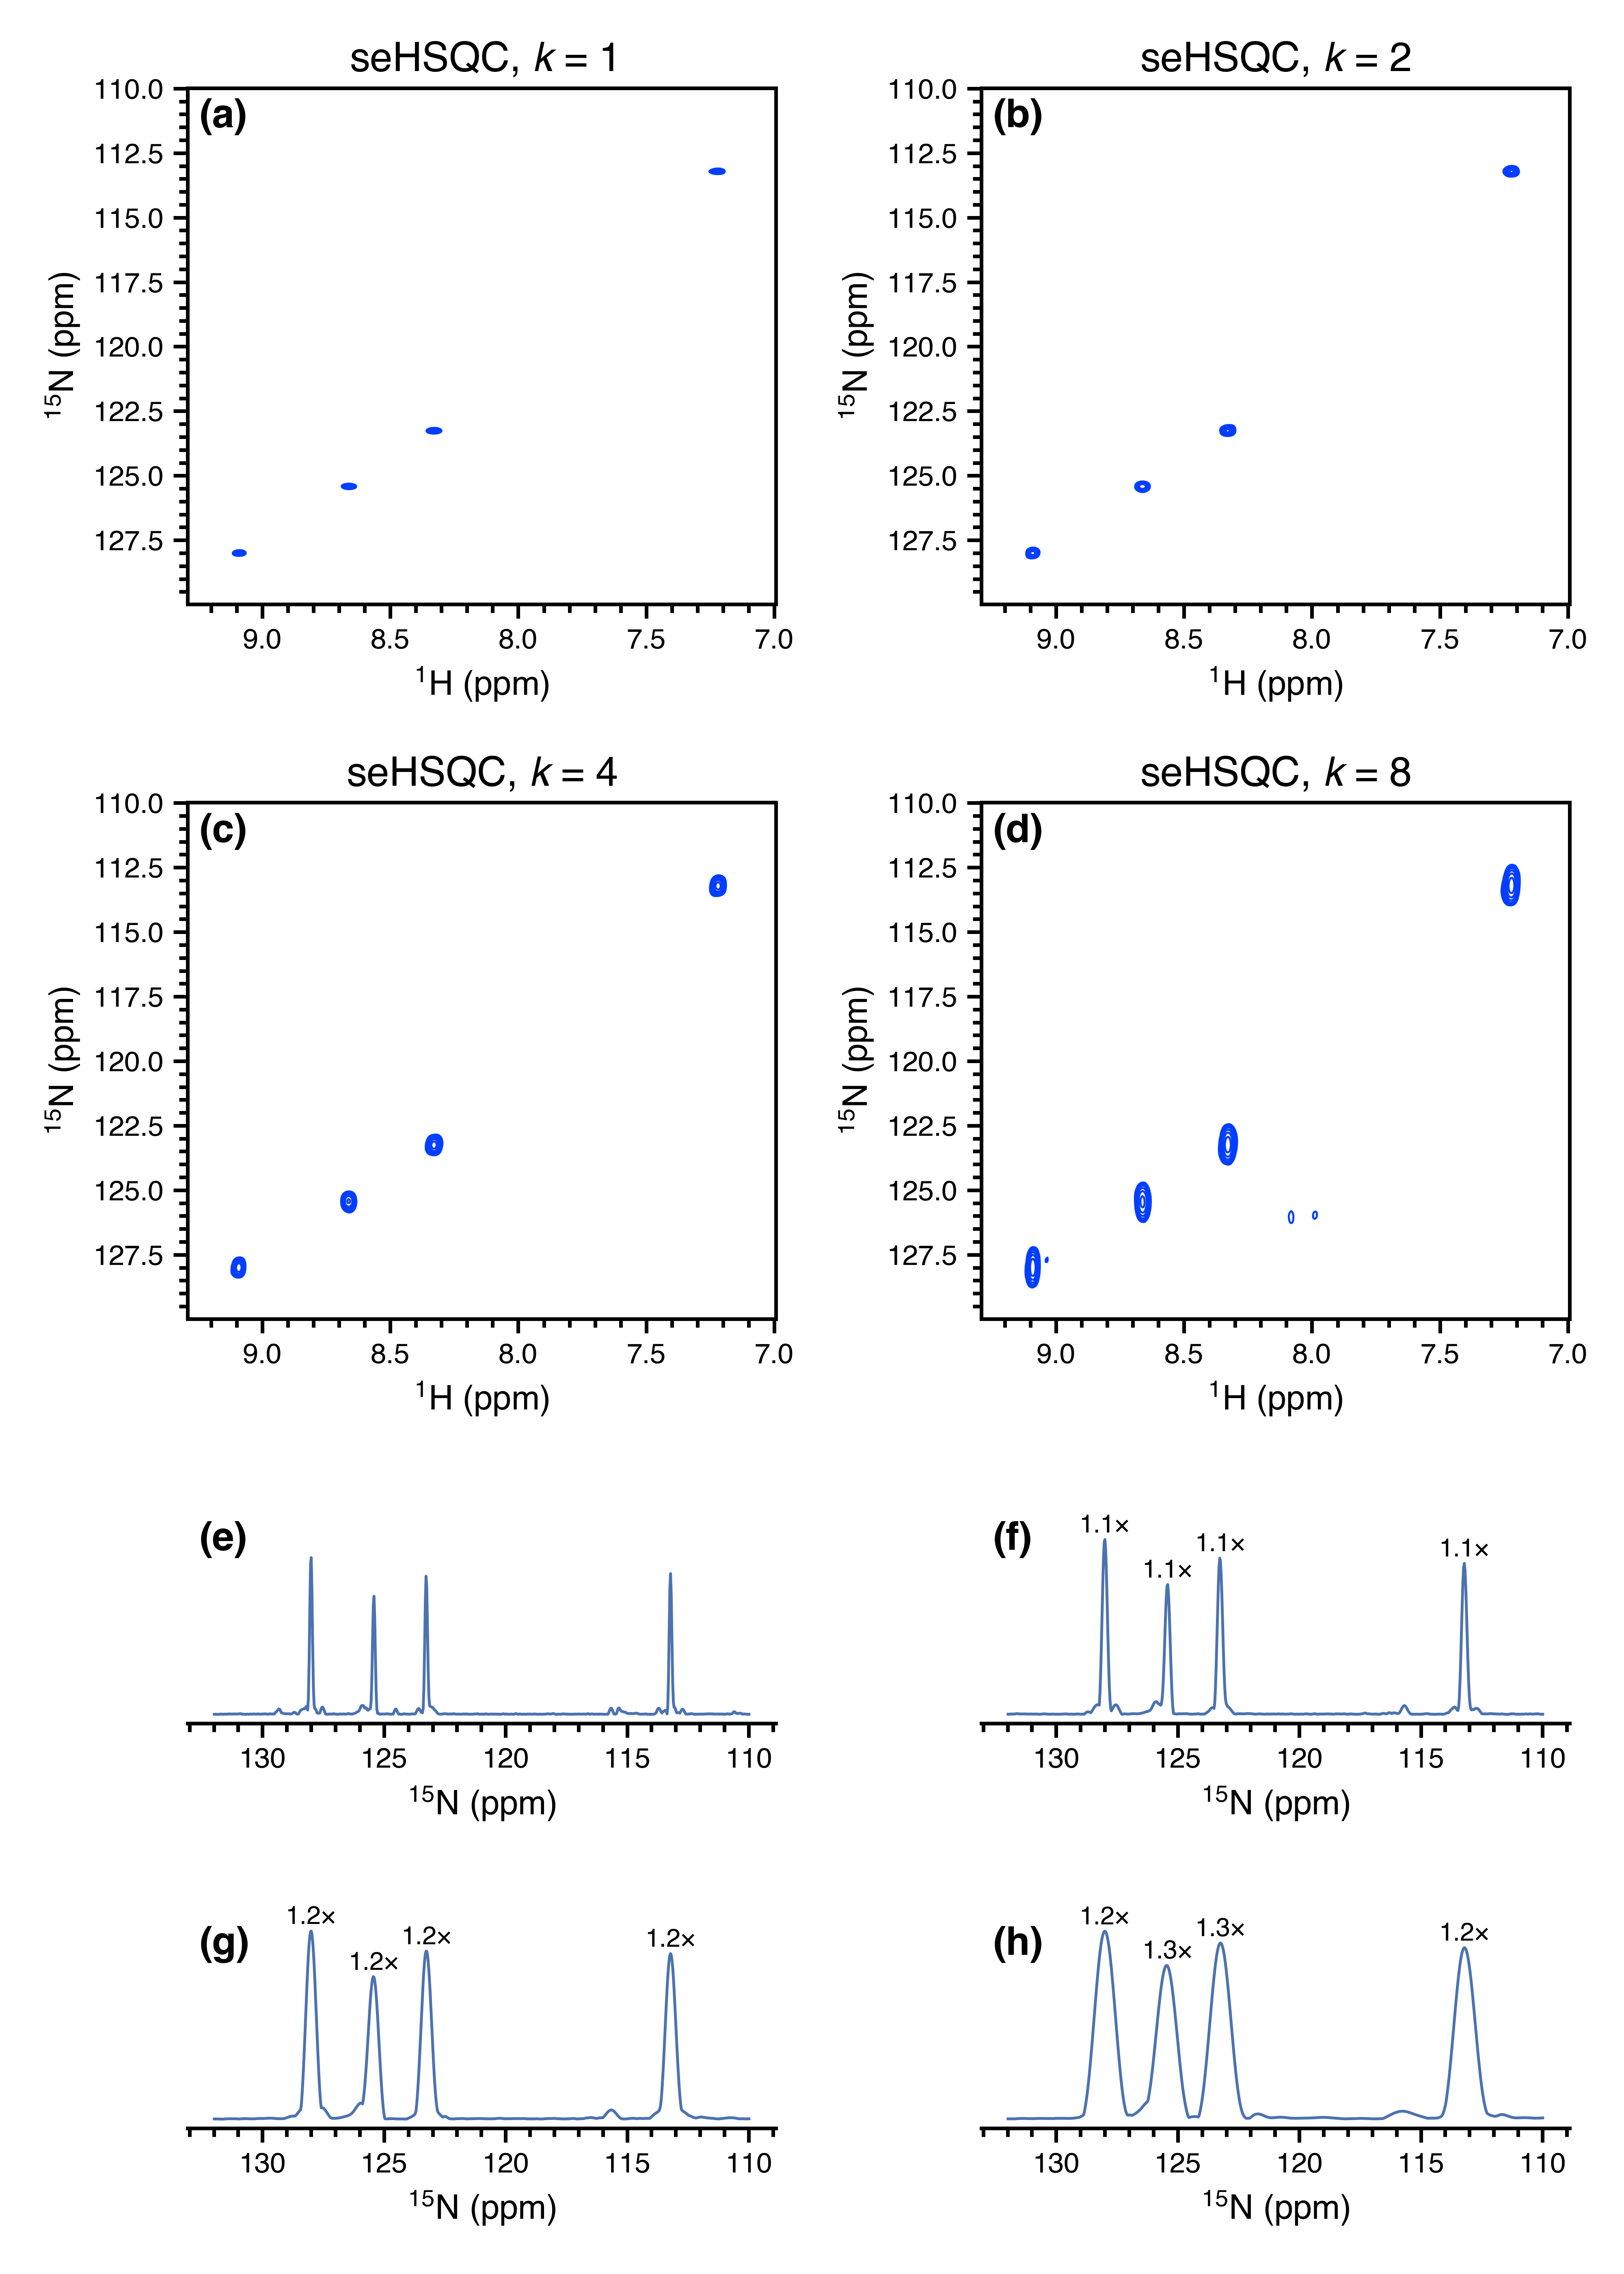 seHSQC, k = 1
(a)
110.0
112.5
115.0
117.5
120.0
122.5
125.0
127.5
15N (ppm)
9.0 8.5 8.0 7.5 7.0
1H (ppm)
seHSQC, k = 2
(b)
110.0
112.5
115.0
117.5
120.0
122.5
125.0
127.5
15N (ppm)
9.0 8.5 8.0 7.5 7.0
1H (ppm)
seHSQC, k = 4
(c)
110.0
112.5
115.0
117.5
120.0
122.5
125.0
127.5
15N (ppm)
9.0 8.5 8.0 7.5 7.0
1H (ppm)
seHSQC, k = 8
(d)
110.0
112.5
115.0
117.5
120.0
122.5
125.0
127.5
15N (ppm)
9.0 8.5 8.0 7.5 7.0
1H (ppm)
(e)
130 125 120 115 110
15N (ppm)
(f)
1.1× 1.1× 1.1× 1.1×
130 125 120 115 110
15N (ppm)
(g)
1.2× 1.2× 1.2× 1.2×
130 125 120 115 110
15N (ppm)
(h)
1.2× 1.3× 1.3× 1.2×
130 125 120 115 110
15N (ppm)